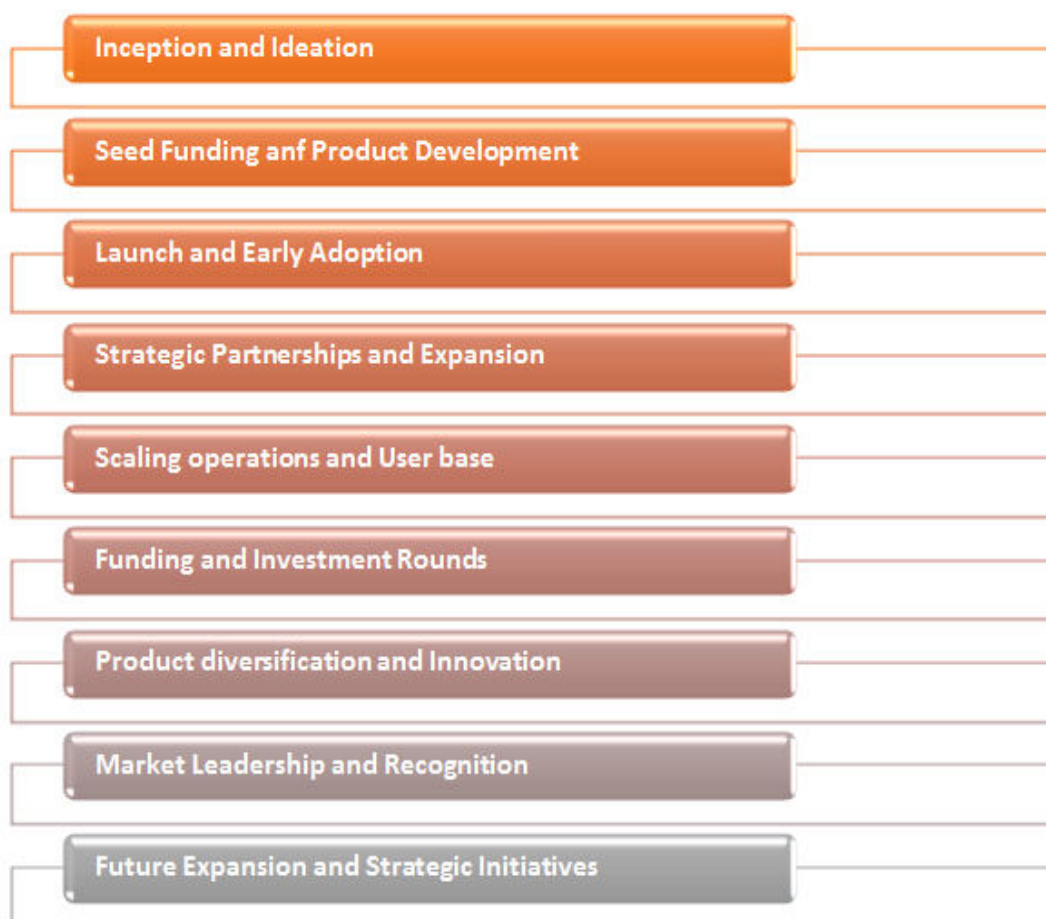 Inception and Ideation
Seed Funding anf Product Development
Launch and Early Adoption
Strategic Partnerships and Expansion
Scaling operations and User base
Funding and Investment Rounds
Product diversification and Innovation
Market Leadership and Recognition
Future Expansion and Strategic Initiatives